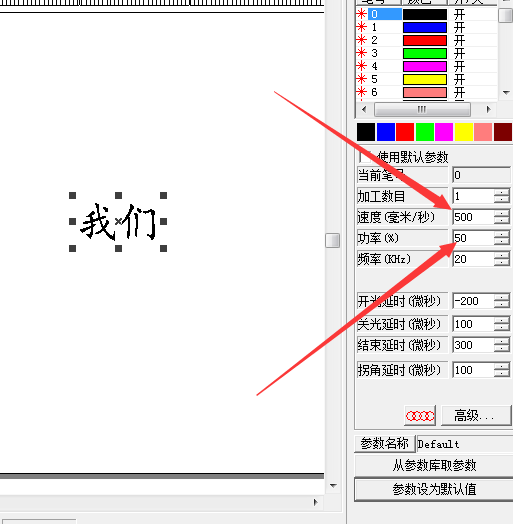 我们
0 开
1 开
2 开
3 开
4 开
5 开
6 开
使用默认参数
当前笔号 0
加工数目 1
速度(毫米/秒) 500
功率(%) 50
频率(KHz) 20
开光延时(微秒) -200
关光延时(微秒) 100
结束延时(微秒) 300
拐角延时(微秒) 100
高级...
参数名称 Default
从参数库取参数
参数设为默认值